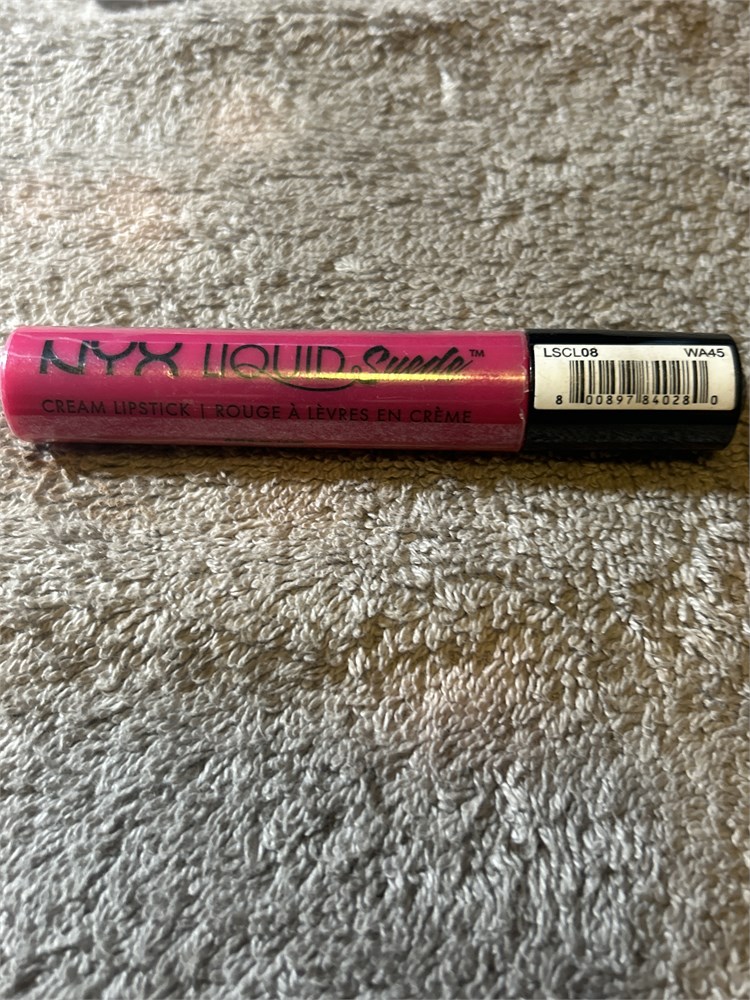 NYX LIQUID Suede™
CREAM LIPSTICK | ROUGE À LÈVRES EN CRÈME
LSCL08 WA45
8 00897 84028 0